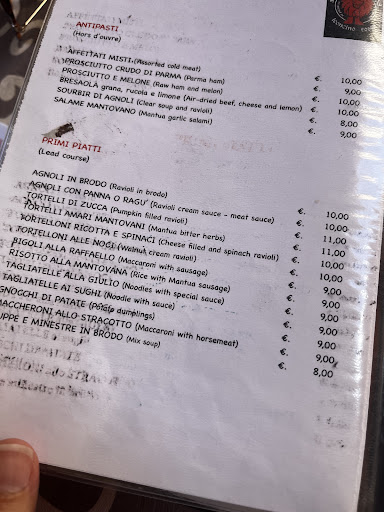 ANTIPASTI
(Hors d'ouvre)
AFFETTATI MISTI (Assorted cold meat) €. 10,00
PROSCIUTTO CRUDO DI PARMA (Parma ham) €. 9,00
PROSCIUTTO E MELONE (Raw ham and melon) €. 10,00
BRESAOLA grana, rucola e limone (Air-dried beef, cheese and lemon) €. 10,00
SORBIR DI AGNOLI (Clear soup and ravioli) €. 8,00
SALAME MANTOVANO (Mantua garlic salami) €. 9,00
PRIMI PIATTI
(Lead course)
AGNOLI IN BRODO (Ravioli in brodo) €. 10,00
AGNOLI CON PANNA O RAGU' (Ravioli cream sauce - meat sauce) €. 10,00
TORTELLI DI ZUCCA (Pumpkin filled ravioli) €. 11,00
TORTELLI AMARI MANTOVANI (Mantua bitter herbs) €. 11,00
TORTELLONI RICOTTA E SPINACI (Cheese filled and spinach ravioli) €. 10,00
TORTELLONI ALLE NOCI (Walnut cream ravioli) €. 10,00
BIGOLI ALLA RAFFAELLO (Maccaroni with sausage) €. 9,00
RISOTTO ALLA MANTOVANA (Rice with Mantua sausage) €. 9,00
TAGLIATELLE ALLA GIULIO (Noodles with special sauce) €. 9,00
TAGLIATELLE AI SUGHI (Noodle with sauce) €. 9,00
GNOCCHI DI PATATE (Potato dumplings) €. 9,00
ACCHERONI ALLO STRACOTTO (Maccaroni with horsemeat) €. 9,00
UPPE E MINESTRE IN BRODO (Mix soup) €. 8,00